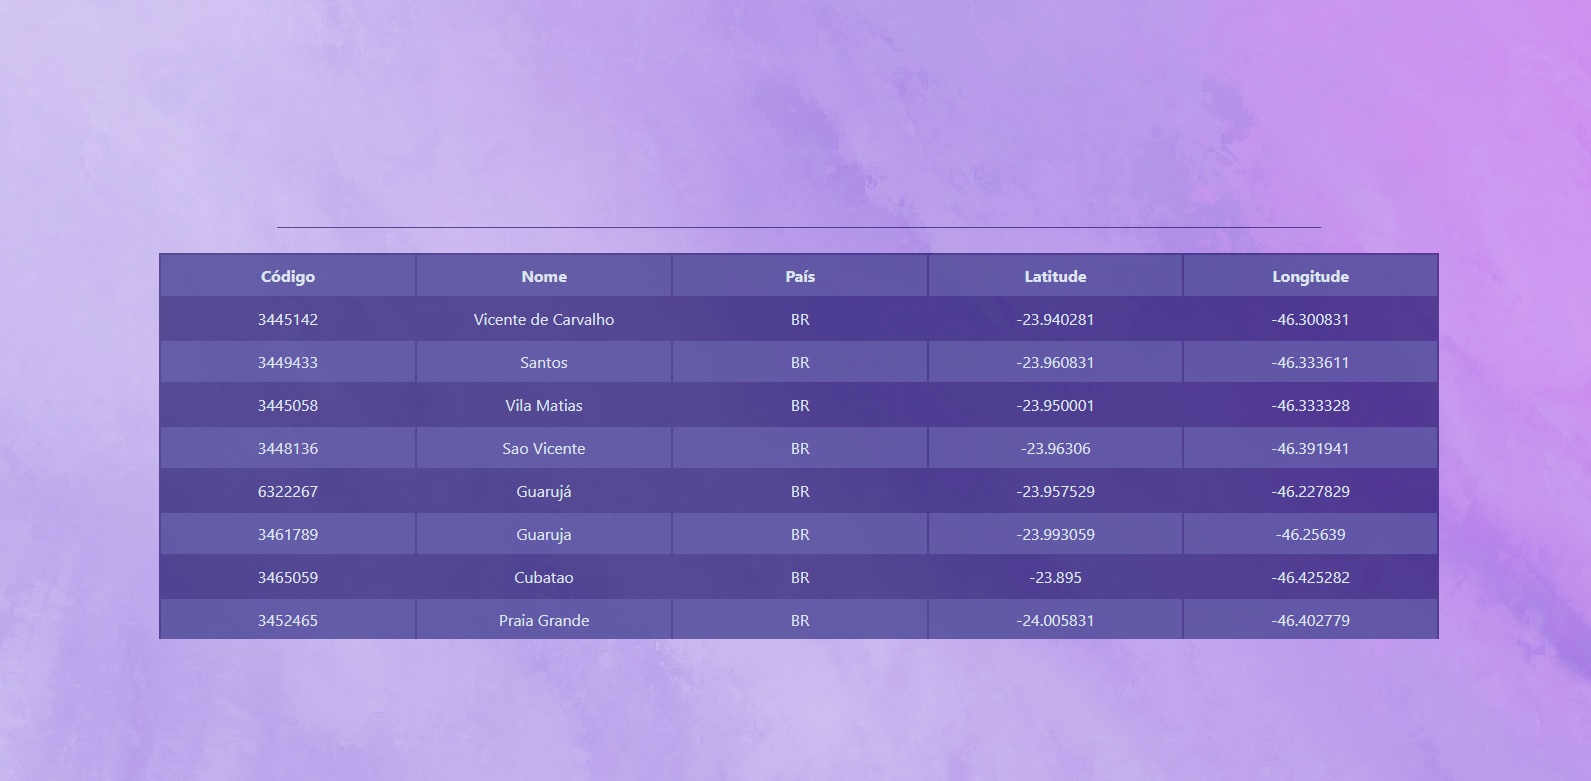 Código Nome País Latitude Longitude
3445142 Vicente de Carvalho BR -23.940281 -46.300831
3449433 Santos BR -23.960831 -46.333611
3445058 Vila Matias BR -23.950001 -46.333328
3448136 Sao Vicente BR -23.96306 -46.391941
6322267 Guarujá BR -23.957529 -46.227829
3461789 Guaruja BR -23.993059 -46.25639
3465059 Cubatao BR -23.895 -46.425282
3452465 Praia Grande BR -24.005831 -46.402779